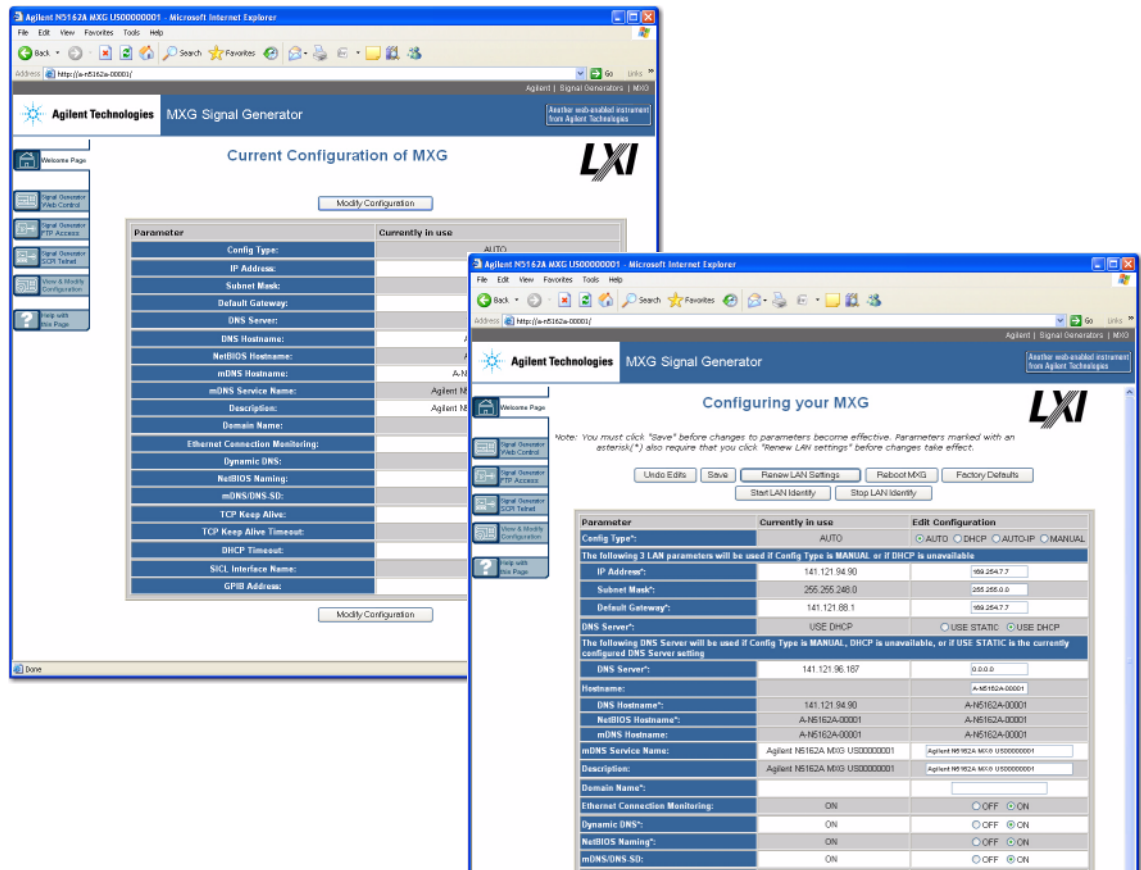 Agilent N5162A MXG US00000001 - Microsoft Internet Explorer
File Edit View Favorites Tools Help
Back Search Favorites
Address http://a-n5162a-00001/ Go Links »
Agilent | Signal Generators | MXG
Agilent Technologies MXG Signal Generator
Another web-enabled instrument
from Agilent Technologies
Welcome Page
Signal Generator
Web Control
Signal Generator
FTP Access
Signal Generator
SCPI Telnet
View & Modify
Configuration
Help with
this Page
Current Configuration of MXG
LXI
Modify Configuration
Parameter Currently in use
Config Type: AUTO
IP Address:
Subnet Mask:
Default Gateway:
DNS Server:
DNS Hostname:
NetBIOS Hostname:
mDNS Hostname: A-N
mDNS Service Name: Agilent N5
Description: Agilent N5
Domain Name:
Ethernet Connection Monitoring:
Dynamic DNS:
NetBIOS Naming:
mDNS/DNS-SD:
TCP Keep Alive:
TCP Keep Alive Timeout:
DHCP Timeout:
SICL Interface Name:
GPIB Address:
Modify Configuration
Done
Agilent N5162A MXG US00000001 - Microsoft Internet Explorer
File Edit View Favorites Tools Help
Back Search Favorites
Address http://a-n5162a-00001/ Go Links »
Agilent | Signal Generators | MXG
Agilent Technologies MXG Signal Generator
Another web-enabled instrument
from Agilent Technologies
Welcome Page
Signal Generator
Web Control
Signal Generator
FTP Access
Signal Generator
SCPI Telnet
View & Modify
Configuration
Help with
this Page
Configuring your MXG
LXI
Note: You must click "Save" before changes to parameters become effective. Parameters marked with an
asterisk(*) also require that you click "Renew LAN settings" before changes take effect.
Undo Edits Save Renew LAN Settings Reboot MXG Factory Defaults
Start LAN Identify Stop LAN Identify
Parameter Currently in use Edit Configuration
Config Type*: AUTO AUTO DHCP AUTO-IP MANUAL
The following 3 LAN parameters will be used if Config Type is MANUAL or if DHCP is unavailable
IP Address*: 141.121.94.90 169.254.7.7
Subnet Mask*: 255.255.248.0 255.255.0.0
Default Gateway*: 141.121.88.1 169.254.7.7
DNS Server*: USE DHCP USE STATIC USE DHCP
The following DNS Server will be used if Config Type is MANUAL, DHCP is unavailable, or if USE STATIC is the currently
configured DNS Server setting
DNS Server*: 141.121.96.187 0.0.0.0
Hostname: A-N5162A-00001
DNS Hostname*: 141.121.94.90 A-N5162A-00001
NetBIOS Hostname*: A-N5162A-00001 A-N5162A-00001
mDNS Hostname: A-N5162A-00001 A-N5162A-00001
mDNS Service Name: Agilent N5162A MXG US00000001 Agilent N5162A MXG US00000001
Description: Agilent N5162A MXG US00000001 Agilent N5162A MXG US00000001
Domain Name*:
Ethernet Connection Monitoring: ON OFF ON
Dynamic DNS*: ON OFF ON
NetBIOS Naming*: ON OFF ON
mDNS/DNS-SD: ON OFF ON